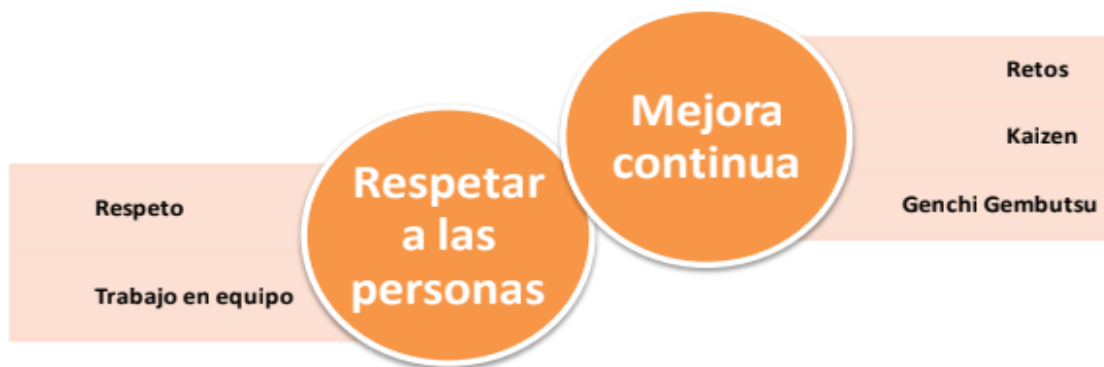 Respeto
Trabajo en equipo
Respetar
a las
personas
Mejora
continua
Retos
Kaizen
Genchi Gembutsu